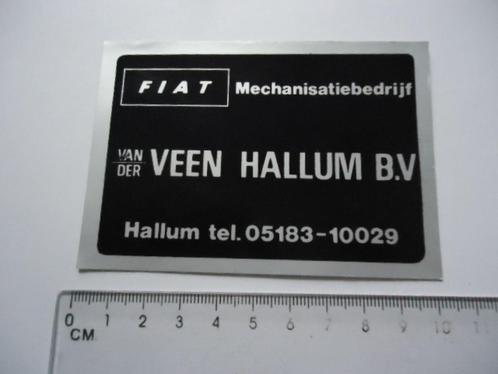 FIAT Mechanisatiebedrijf
VAN DER VEEN HALLUM B.V
Hallum tel. 05183-10029
0 1 2 3 4 5 6 7 8 9 10 11
CM